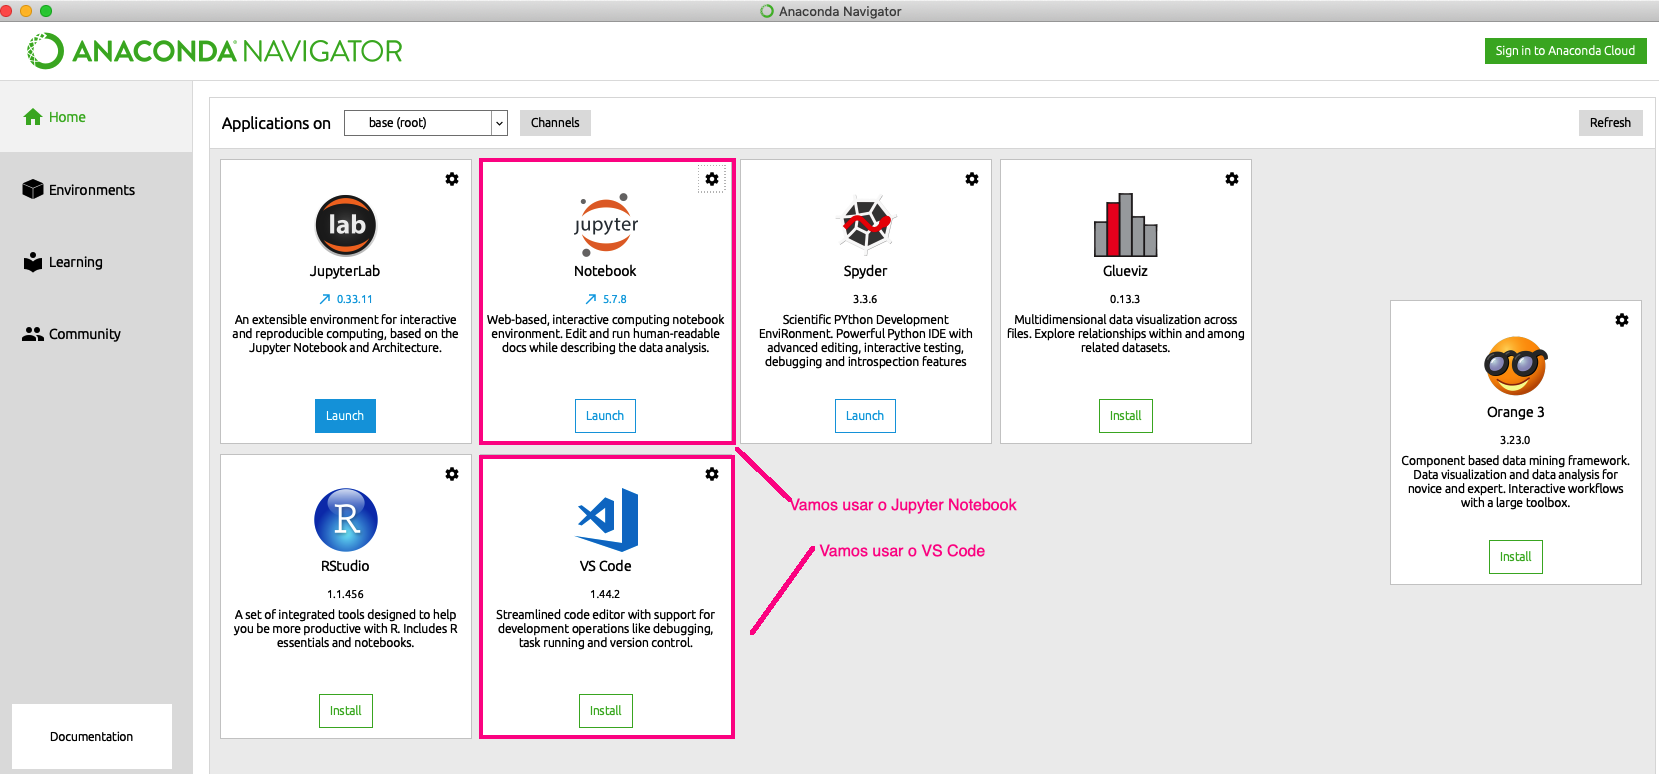 Anaconda Navigator
ANACONDA NAVIGATOR
Sign in to Anaconda Cloud
Home
Environments
Learning
Community
Documentation
Applications on
base (root)
Channels
Refresh
lab
JupyterLab
0.33.11
An extensible environment for interactive
and reproducible computing, based on the
Jupyter Notebook and Architecture.
Launch
jupyter
Notebook
5.7.8
Web-based, interactive computing notebook
environment. Edit and run human-readable
docs while describing the data analysis.
Launch
Spyder
3.3.6
Scientific PYthon Development
EnviRonment. Powerful Python IDE with
advanced editing, interactive testing,
debugging and introspection features
Launch
Glueviz
0.13.3
Multidimensional data visualization across
files. Explore relationships within and among
related datasets.
Install
Orange 3
3.23.0
Component based data mining framework.
Data visualization and data analysis for
novice and expert. Interactive workflows
with a large toolbox.
Install
R
RStudio
1.1.456
A set of integrated tools designed to help
you be more productive with R. Includes R
essentials and notebooks.
Install
VS Code
1.44.2
Streamlined code editor with support for
development operations like debugging,
task running and version control.
Install
Vamos usar o Jupyter Notebook
Vamos usar o VS Code